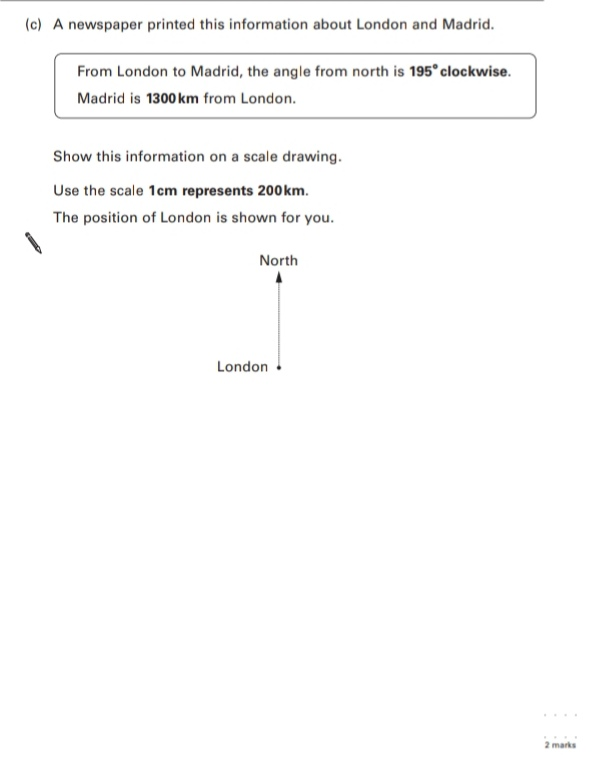 (c) A newspaper printed this information about London and Madrid.
From London to Madrid, the angle from north is 195° clockwise.
Madrid is 1300km from London.
Show this information on a scale drawing.
Use the scale 1cm represents 200km.
The position of London is shown for you.
North
London
2 marks